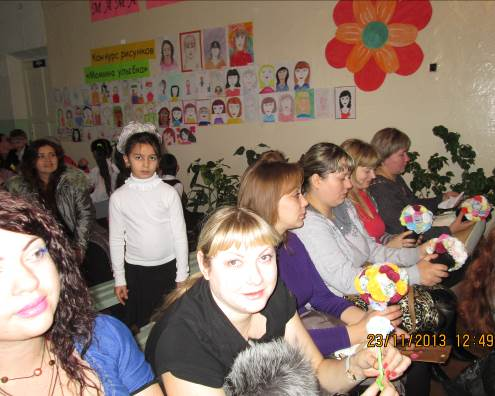 МАМА
Конкурс рисунков
«Мамина улыбка»
23/11/2013 12:49